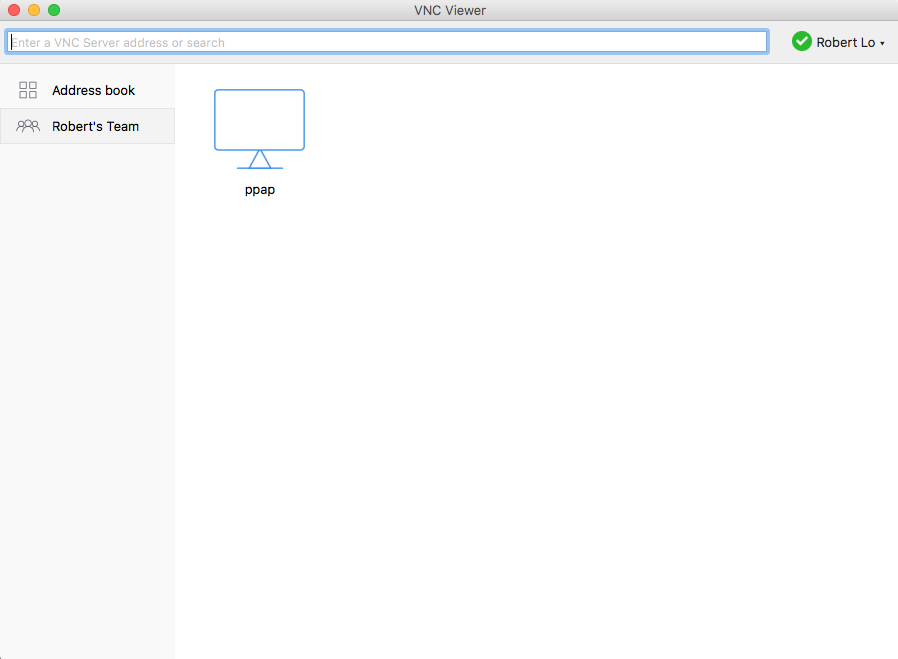 VNC Viewer
Enter a VNC Server address or search
Robert Lo
Address book
Robert's Team
ppap